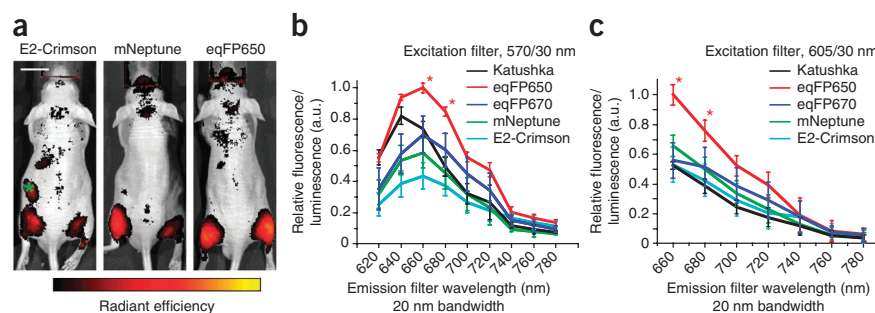 a
E2-Crimson mNeptune eqFP650
Radiant efficiency
b
Relative fluorescence/
luminescence (a.u.)
Excitation filter, 570/30 nm
Katushka
eqFP650
eqFP670
mNeptune
E2-Crimson
*
*
1.0
0.8
0.6
0.4
0.2
0
620 640 660 680 700 720 740 760 780
Emission filter wavelength (nm)
20 nm bandwidth
c
Relative fluorescence/
luminescence (a.u.)
Excitation filter, 605/30 nm
Katushka
eqFP650
eqFP670
mNeptune
E2-Crimson
*
*
1.0
0.8
0.6
0.4
0.2
0
660 680 700 720 740 760 780
Emission filter wavelength (nm)
20 nm bandwidth